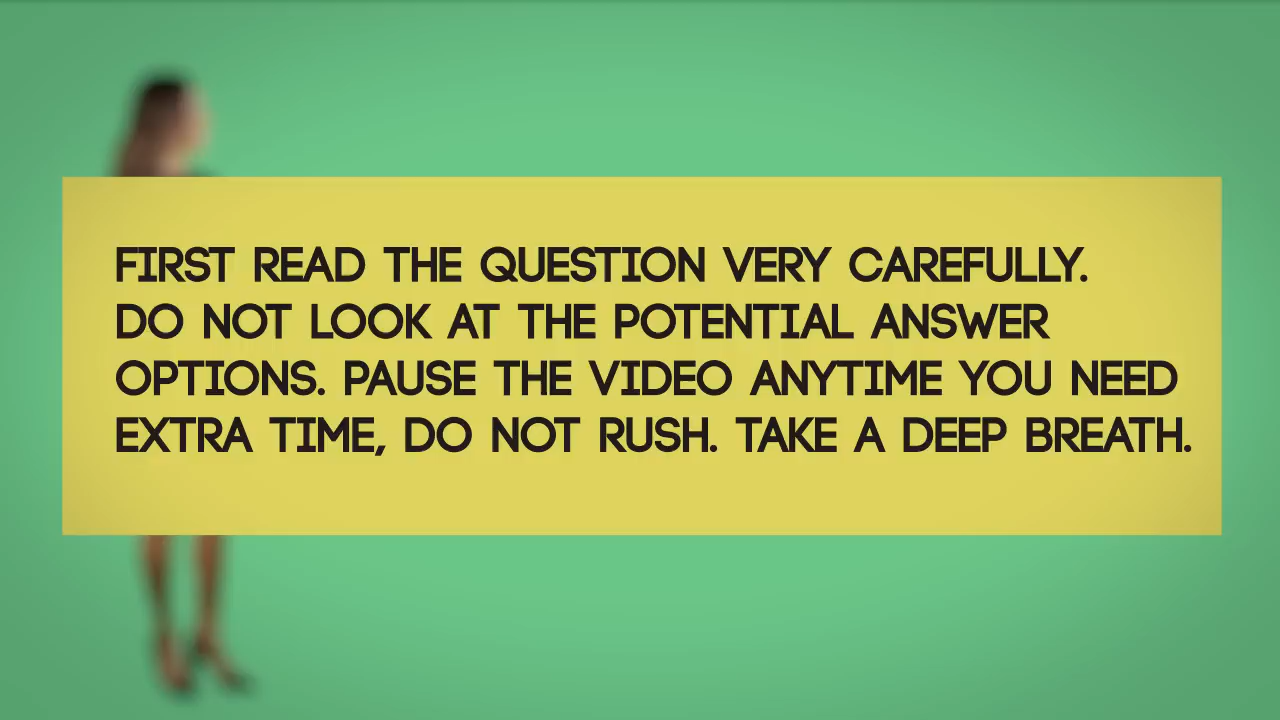 FIRST READ THE QUESTION VERY CAREFULLY.
DO NOT LOOK AT THE POTENTIAL ANSWER
OPTIONS. PAUSE THE VIDEO ANYTIME YOU NEED
EXTRA TIME, DO NOT RUSH. TAKE A DEEP BREATH.